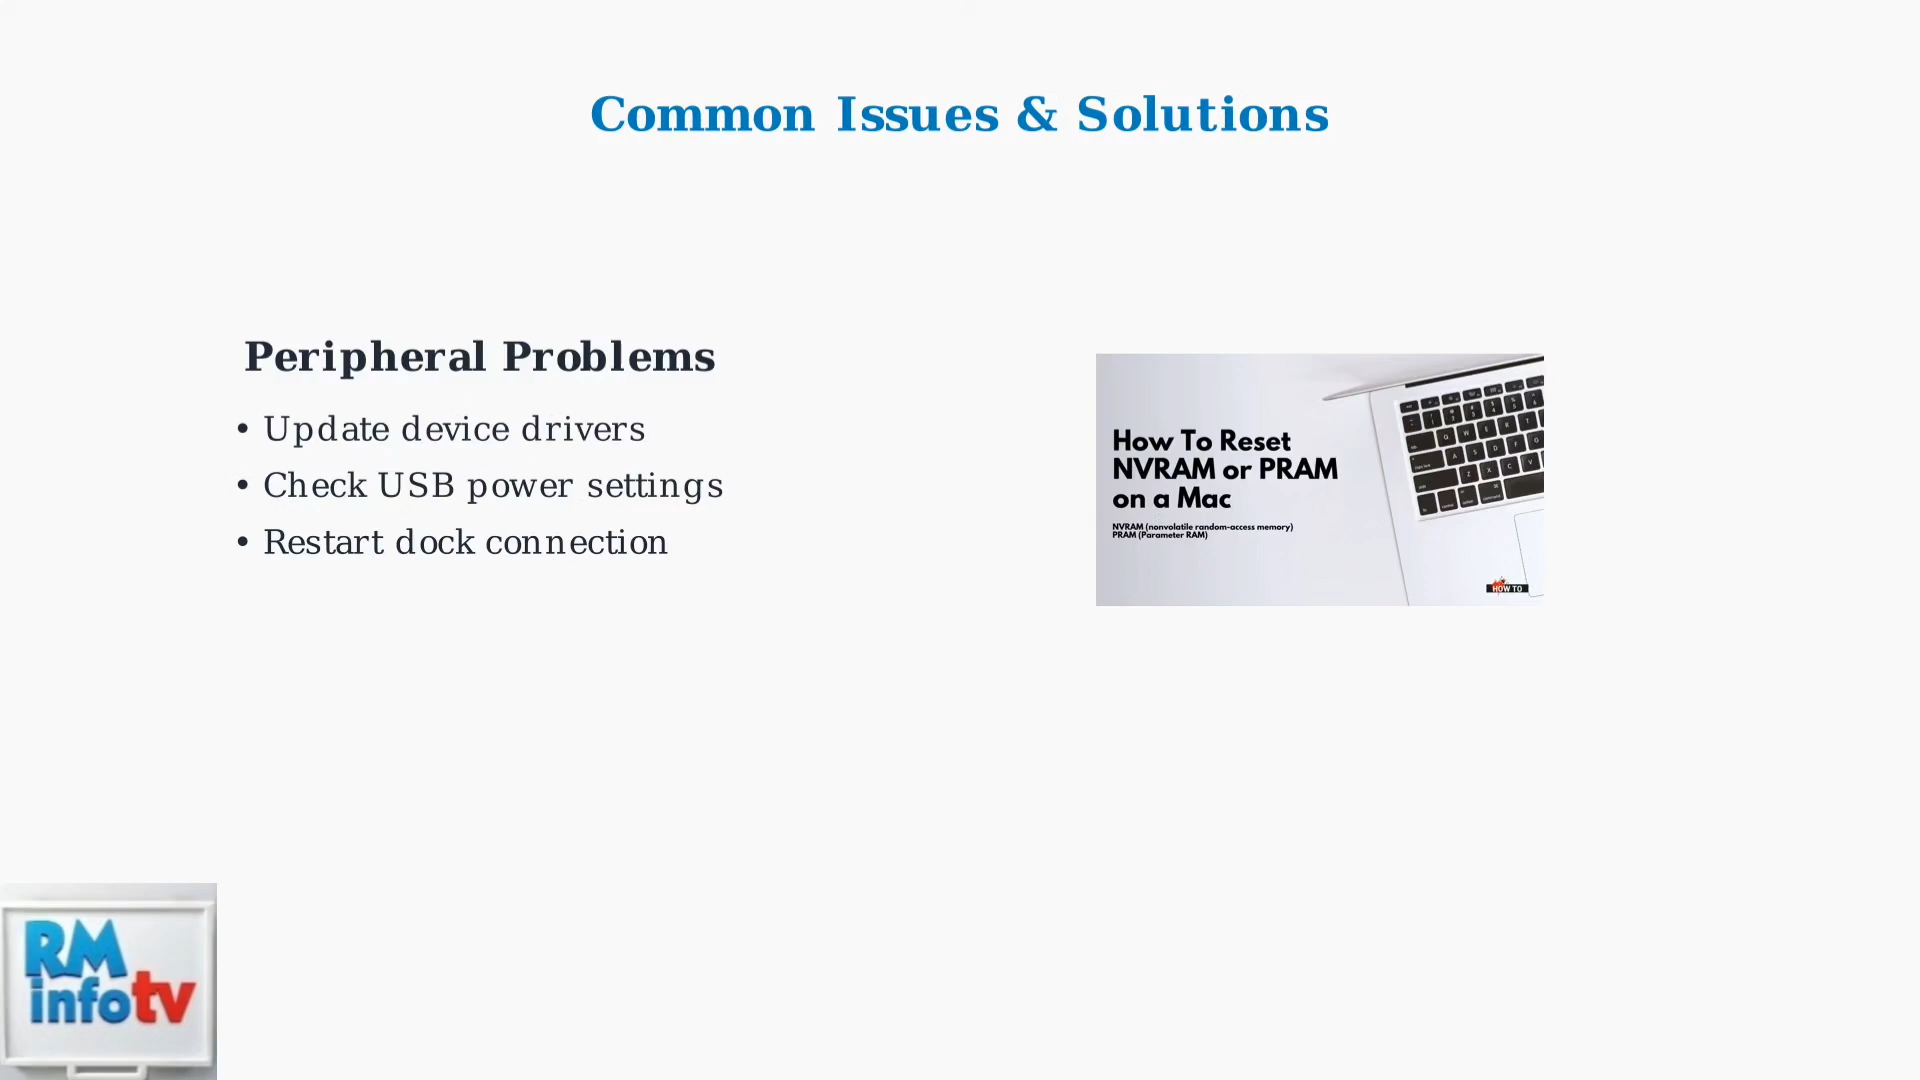 Common Issues & Solutions
Peripheral Problems
• Update device drivers
• Check USB power settings
• Restart dock connection
How To Reset
NVRAM or PRAM
on a Mac
NVRAM (nonvolatile random-access memory)
PRAM (Parameter RAM)
HOW TO
RM
infotv